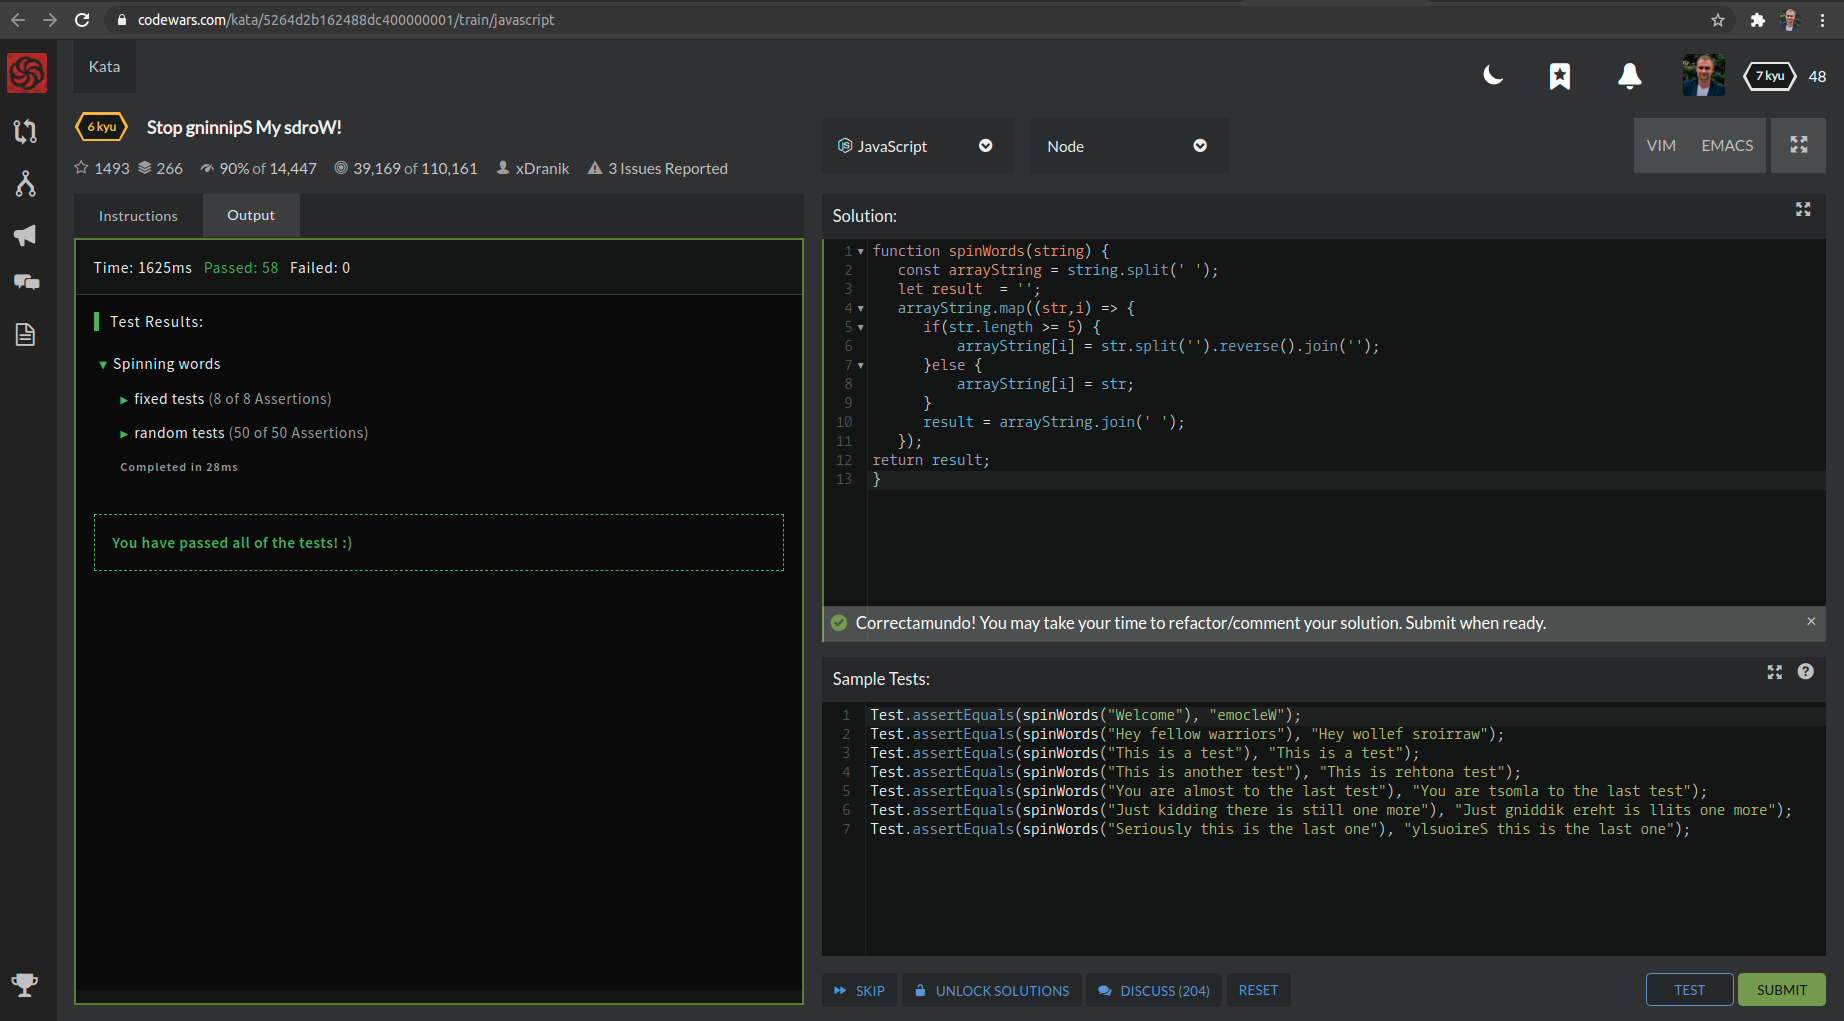 codewars.com/kata/5264d2b162488dc400000001/train/javascript
Kata
7 kyu 48
6 kyu Stop gninnipS My sdroW!
1493 266 90% of 14,447 39,169 of 110,161 xDranik 3 Issues Reported
JavaScript Node VIM EMACS
Instructions Output
Time: 1625ms Passed: 58 Failed: 0
Test Results:
Spinning words
fixed tests (8 of 8 Assertions)
random tests (50 of 50 Assertions)
Completed in 28ms
You have passed all of the tests! :)
Solution:
1 function spinWords(string) {
2 const arrayString = string.split(' ');
3 let result  = '';
4 arrayString.map((str,i) => {
5 if(str.length >= 5) {
6 arrayString[i] = str.split('').reverse().join('');
7 }else {
8 arrayString[i] = str;
9 }
10 result = arrayString.join(' ');
11 });
12 return result;
13 }
Correctamundo! You may take your time to refactor/comment your solution. Submit when ready. ×
Sample Tests:
1 Test.assertEquals(spinWords("Welcome"), "emocleW");
2 Test.assertEquals(spinWords("Hey fellow warriors"), "Hey wollef sroirraw");
3 Test.assertEquals(spinWords("This is a test"), "This is a test");
4 Test.assertEquals(spinWords("This is another test"), "This is rehtona test");
5 Test.assertEquals(spinWords("You are almost to the last test"), "You are tsomla to the last test");
6 Test.assertEquals(spinWords("Just kidding there is still one more"), "Just gniddik ereht is llits one more");
7 Test.assertEquals(spinWords("Seriously this is the last one"), "ylsuoireS this is the last one");
SKIP UNLOCK SOLUTIONS DISCUSS (204) RESET TEST SUBMIT